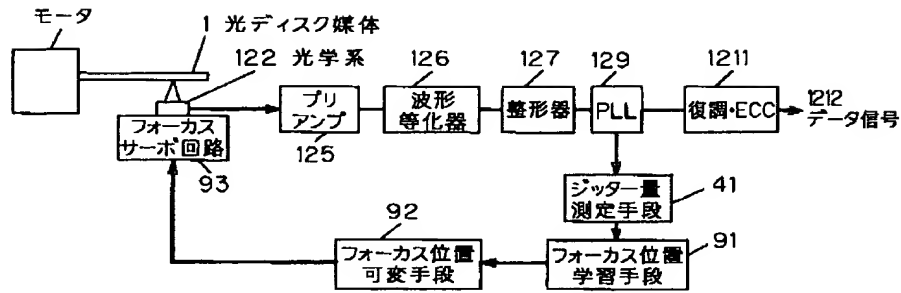 モータ
1 光ディスク媒体
122 光学系
フォーカス
サーボ回路
93
プリ
アンプ
125
126
波形
等化器
127
整形器
129
PLL
1211
復調・ECC
1212
データ信号
ジッター量
測定手段
41
92
フォーカス位置
可変手段
フォーカス位置
学習手段
91